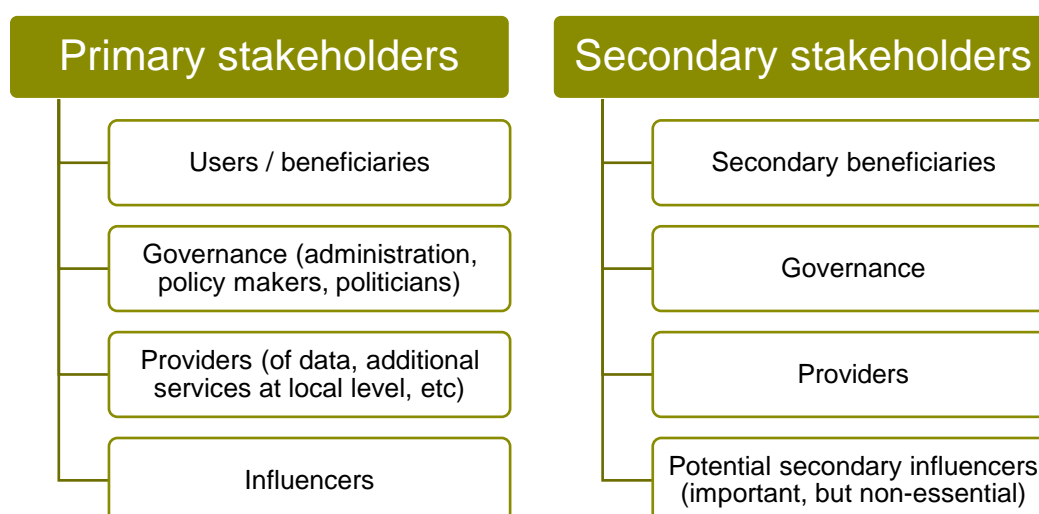 Primary stakeholders
Users / beneficiaries
Governance (administration,
policy makers, politicians)
Providers (of data, additional
services at local level, etc)
Influencers
Secondary stakeholders
Secondary beneficiaries
Governance
Providers
Potential secondary influencers
(important, but non-essential)